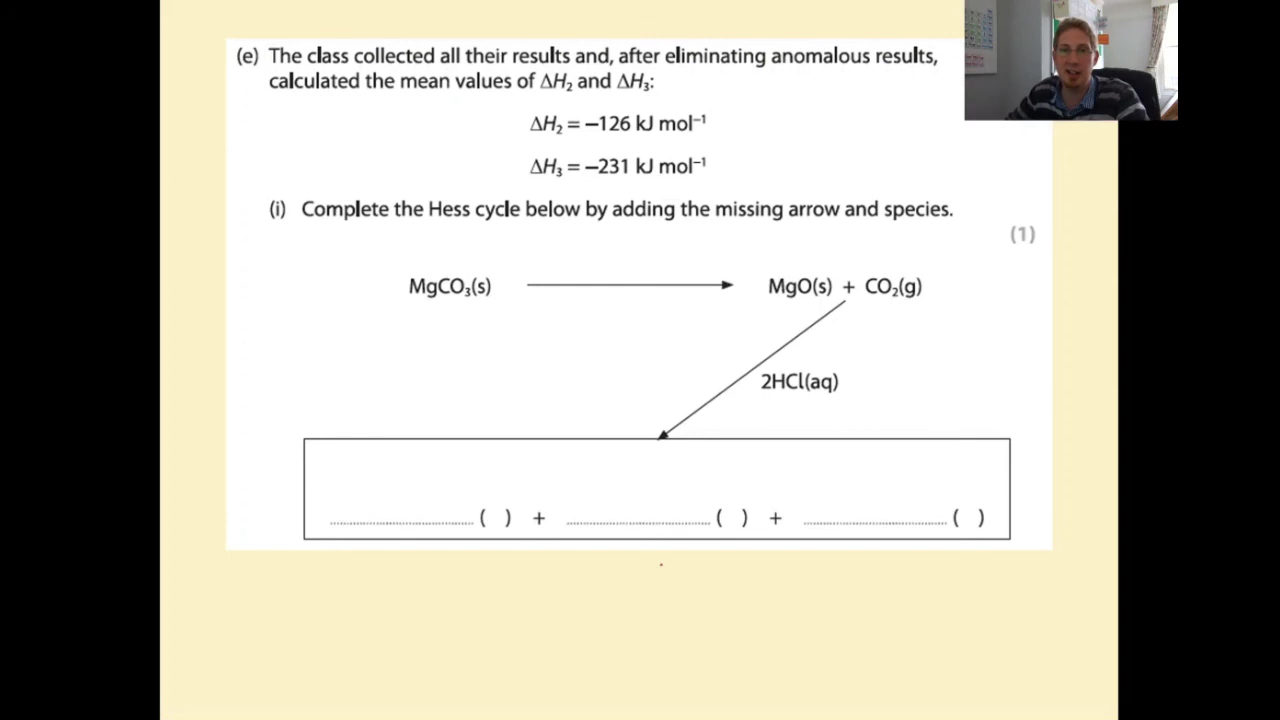 (e) The class collected all their results and, after eliminating anomalous results,
calculated the mean values of ΔH₂ and ΔH₃:
ΔH₂ = –126 kJ mol⁻¹
ΔH₃ = –231 kJ mol⁻¹
(i) Complete the Hess cycle below by adding the missing arrow and species.
(1)
MgCO₃(s) MgO(s) + CO₂(g)
2HCl(aq)
................................ ( ) + ................................ ( ) + ................................ ( )